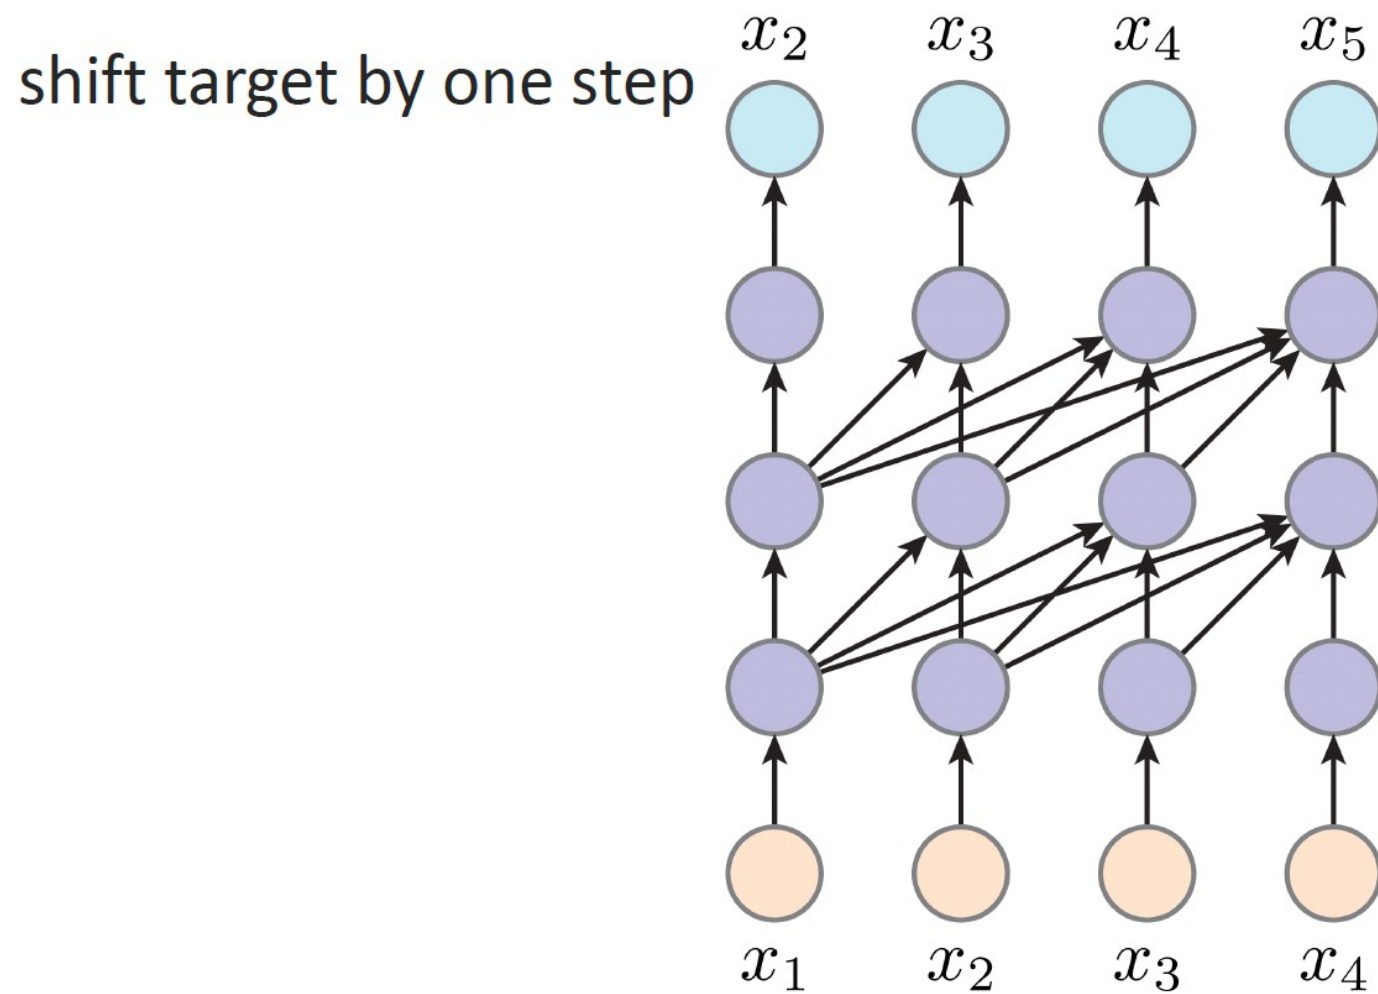 x₂ x₃ x₄ x₅
shift target by one step
x₁ x₂ x₃ x₄